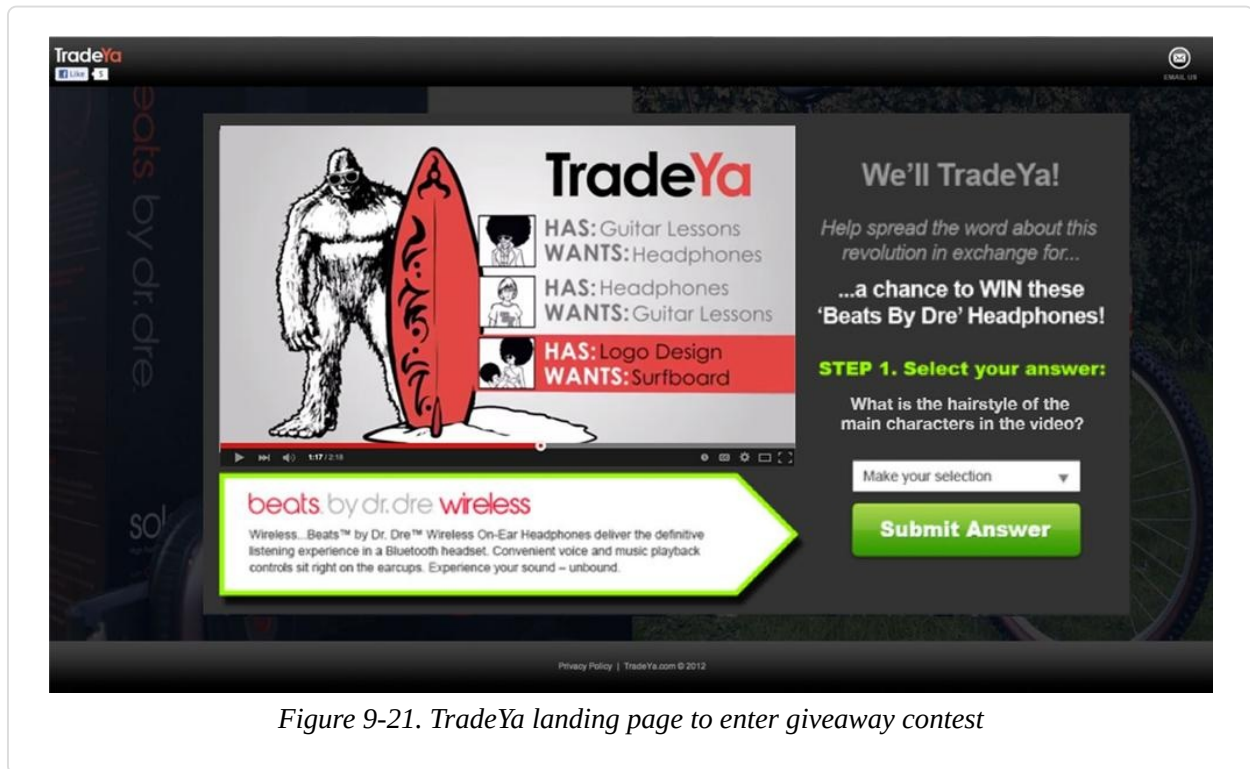 TradeYa
Like 5
EMAIL US
eats. by dr. dre
sol
TradeYa
HAS: Guitar Lessons
WANTS: Headphones
HAS: Headphones
WANTS: Guitar Lessons
HAS: Logo Design
WANTS: Surfboard
1:17 / 2:18
beats. by dr. dre wireless
Wireless...Beats™ by Dr. Dre™ Wireless On-Ear Headphones deliver the definitive
listening experience in a Bluetooth headset. Convenient voice and music playback
controls sit right on the earcups. Experience your sound – unbound.
We'll TradeYa!
Help spread the word about this
revolution in exchange for...
...a chance to WIN these
‘Beats By Dre’ Headphones!
STEP 1. Select your answer:
What is the hairstyle of the
main characters in the video?
Make your selection
Submit Answer
Privacy Policy | TradeYa.com © 2012
Figure 9-21. TradeYa landing page to enter giveaway contest